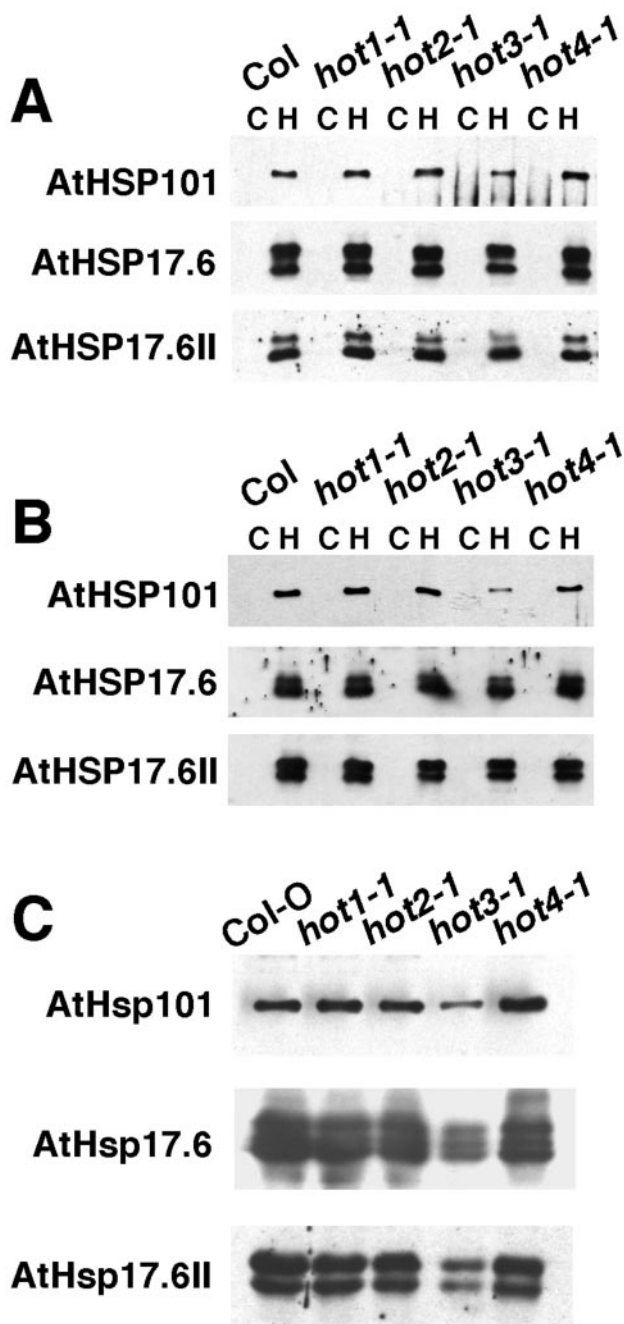 A
Col hot1-1 hot2-1 hot3-1 hot4-1
C H C H C H C H C H
AtHSP101
AtHSP17.6
AtHSP17.6II
B
Col hot1-1 hot2-1 hot3-1 hot4-1
C H C H C H C H C H
AtHSP101
AtHSP17.6
AtHSP17.6II
C
Col-O hot1-1 hot2-1 hot3-1 hot4-1
AtHsp101
AtHsp17.6
AtHsp17.6II